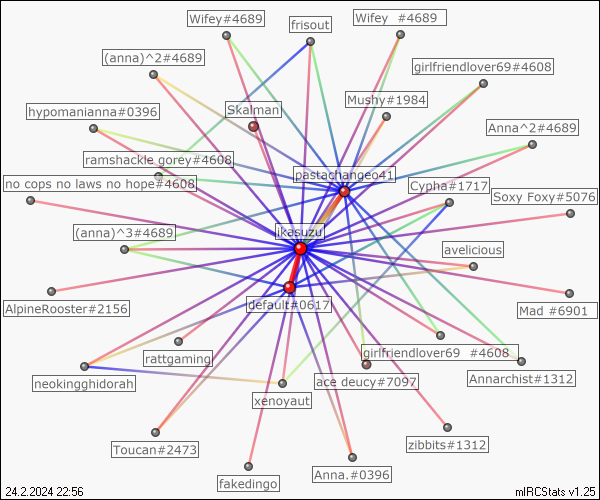 Wifey#4689
frisout
Wifey  #4689
(anna)^2#4689
girlfriendlover69#4608
hypomanianna#0396
Skalman
Mushy#1984
Anna^2#4689
ramshackle gorey#4608
pastachangeo41
no cops no laws no hope#4608
Cypha#1717
Soxy Foxy#5076
(anna)^3#4689
ikasuzu
avelicious
AlpineRooster#2156
default#0617
Mad #6901
rattgaming
girlfriendlover69  #4608
neokingghidorah
ace deucy#7097
Annarchist#1312
xenoyaut
Toucan#2473
zibbits#1312
fakedingo
Anna.#0396
24.2.2024 22:56
mIRCStats v1.25